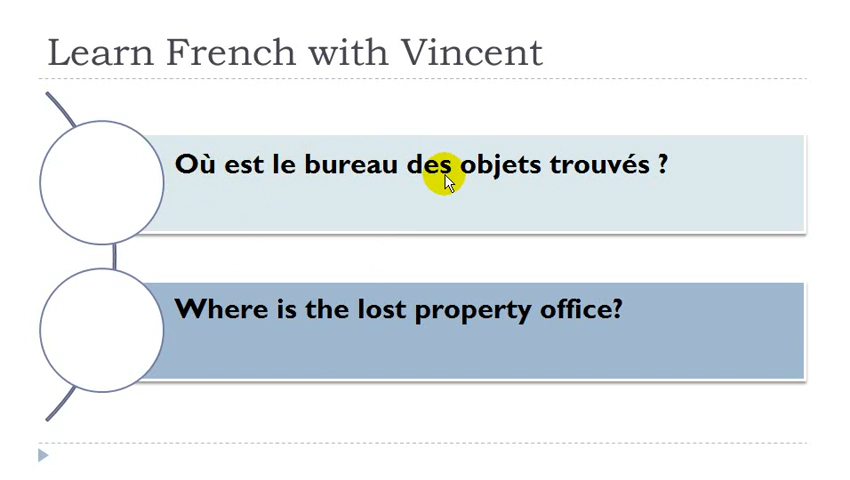 Learn French with Vincent
Où est le bureau des objets trouvés ?
Where is the lost property office?